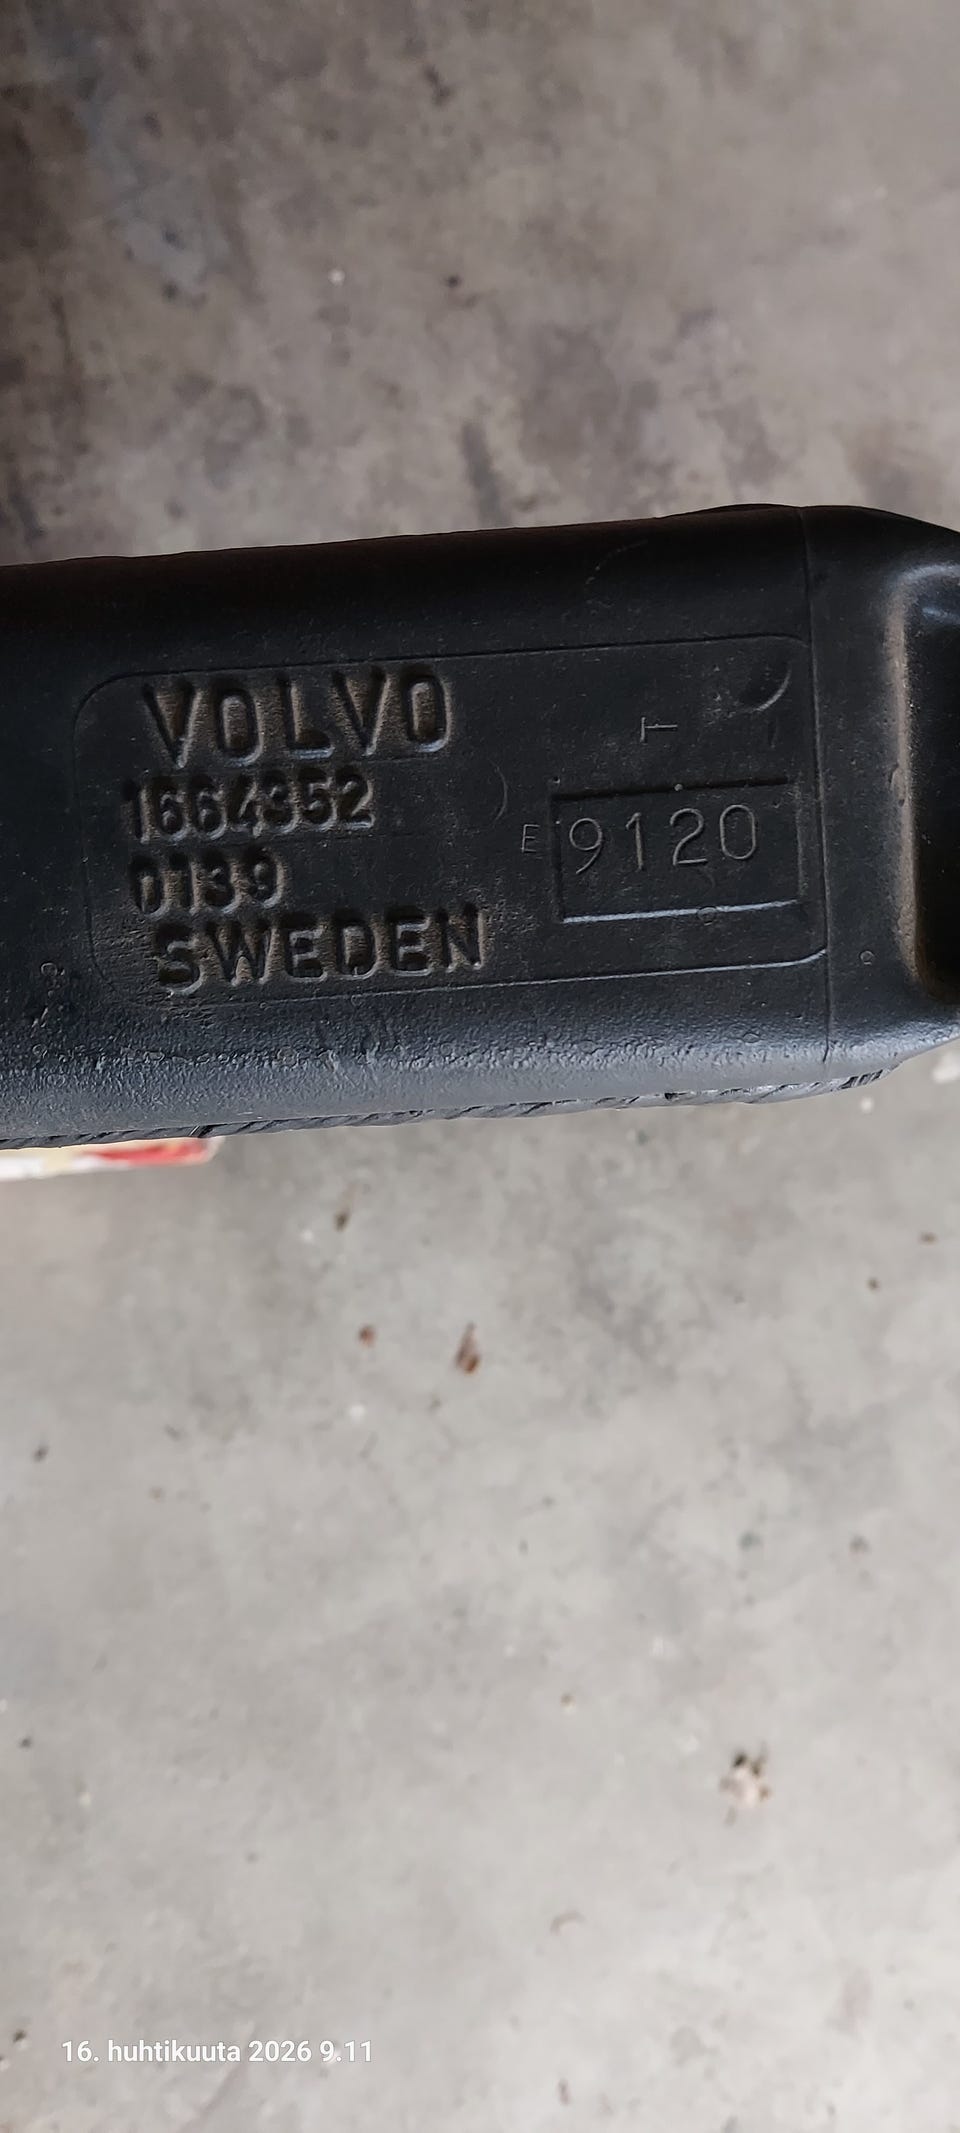 VOLVO
1664352
0139
SWEDEN
E 9120
16. huhtikuuta 2026 9.11